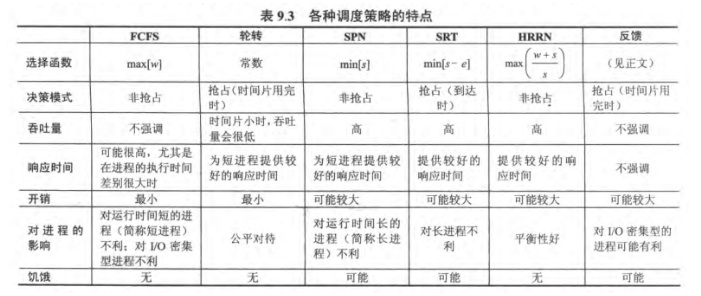 表 9.3 各种调度策略的特点
FCFS 轮转 SPN SRT HRRN 反馈
选择函数 max[w] 常数 min[s] min[s- e] max((w+s)/s) (见正文)
决策模式 非抢占 抢占(时间片用完时) 非抢占 抢占(到达时) 非抢占 抢占(时间片用完时)
吞吐量 不强调 时间片小时,吞吐量会很低 高 高 高 不强调
响应时间 可能很高,尤其是在进程的执行时间差别很大时 为短进程提供较好的响应时间 为短进程提供较好的响应时间 提供较好的响应时间 提供较好的响应时间 不强调
开销 最小 最小 可能较大 可能较大 可能较大 可能较大
对进程的影响 对运行时间短的进程(简称短进程)不利;对 I/O 密集型进程不利 公平对待 对运行时间长的进程(简称长进程)不利 对长进程不利 平衡性好 对 I/O 密集型的进程可能有利
饥饿 无 无 可能 可能 无 可能